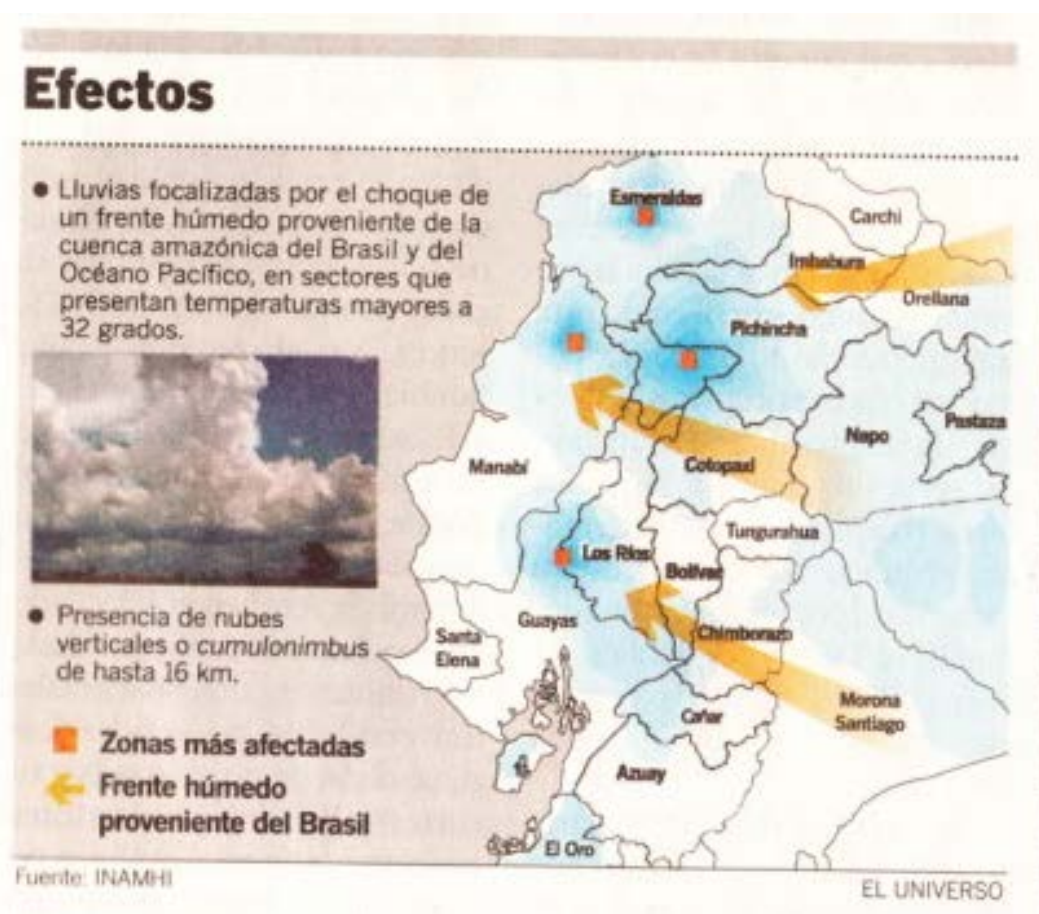 Efectos
● Lluvias focalizadas por el choque de
un frente húmedo proveniente de la
cuenca amazónica del Brasil y del
Océano Pacífico, en sectores que
presentan temperaturas mayores a
32 grados.
● Presencia de nubes
verticales o cumulonimbus
de hasta 16 km.
Zonas más afectadas
Frente húmedo
proveniente del Brasil
Esmeraldas
Carchi
Imbabura
Orellana
Pichincha
Napo
Pastaza
Manabí
Cotopaxi
Tungurahua
Los Ríos
Bolívar
Guayas
Santa
Elena
Chimborazo
Morona
Santiago
Cañar
Azuay
El Oro
Fuente: INAMHI
EL UNIVERSO